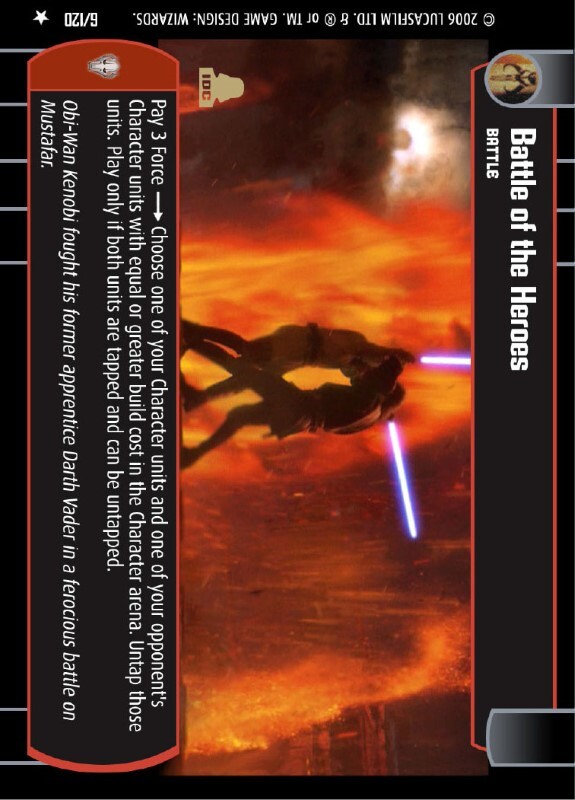 Battle of the Heroes
BATTLE
IDC
Pay 3 Force → Choose one of your Character units and one of your opponent's
Character units with equal or greater build cost in the Character arena. Untap those
units. Play only if both units are tapped and can be untapped.
Obi-Wan Kenobi fought his former apprentice Darth Vader in a ferocious battle on
Mustafar.
© 2006 LUCASFILM LTD. & ® or TM. GAME DESIGN: WIZARDS.
6/120 ★